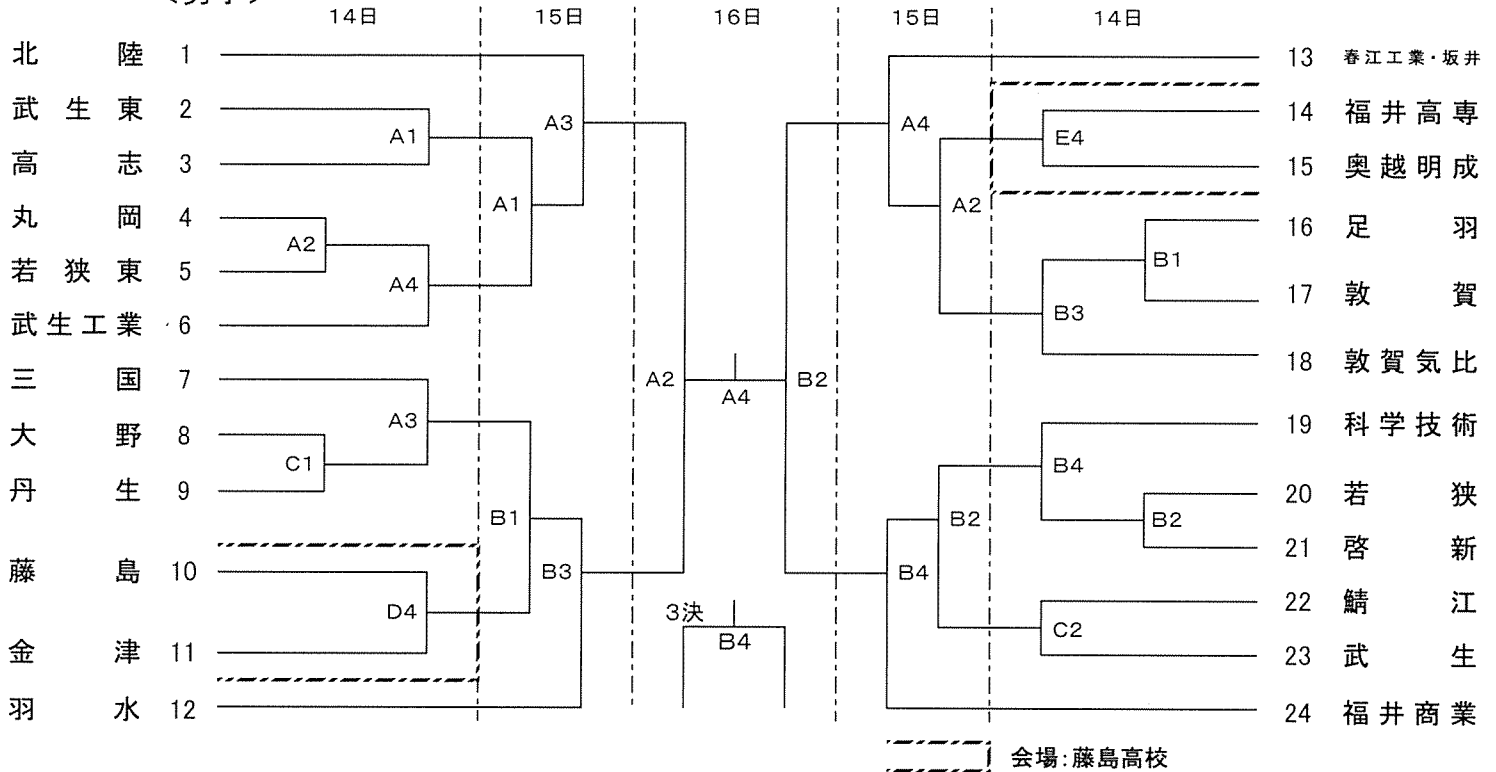 14日 15日 16日 15日 14日
北陸 1
武生東 2
高志 3
丸岡 4
若狭東 5
武生工業 6
三国 7
大野 8
丹生 9
藤島 10
金津 11
羽水 12
A1
A2
A4
A3
C1
D4
A3
A1
B1
B3
A2
A4
B2
3決
B4
A4
A2
B2
B4
E4
B1
B3
B4
B2
C2
13 春江工業・坂井
14 福井高専
15 奥越明成
16 足羽
17 敦賀
18 敦賀気比
19 科学技術
20 若狭
21 啓新
22 鯖江
23 武生
24 福井商業
会場:藤島高校